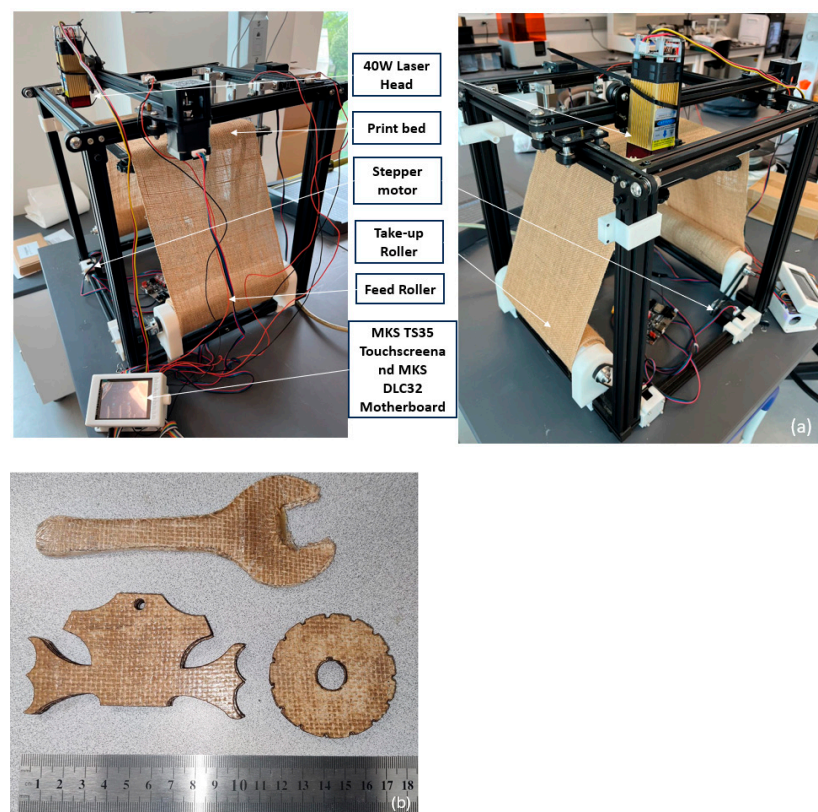 40W Laser
Head
Print bed
Stepper
motor
Take-up
Roller
Feed Roller
MKS TS35
Touchscreena
nd MKS
DLC32
Motherboard
(a)
1 2 3 4 5 6 7 8 9 10 11 12 13 14 15 16 17 18
(b)